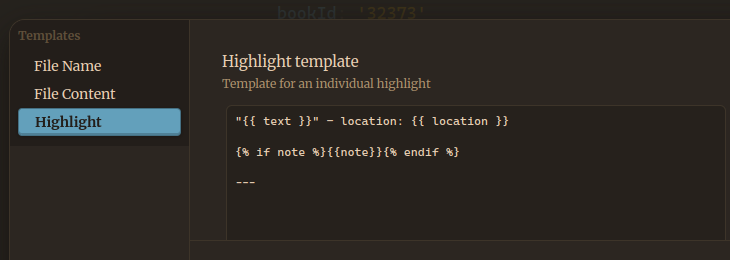 bookId '32373'
Templates
File Name
File Content
Highlight
Highlight template
Template for an individual highlight
"{{ text }}" — location: {{ location }}
{% if note %}{{note}}{% endif %}
---